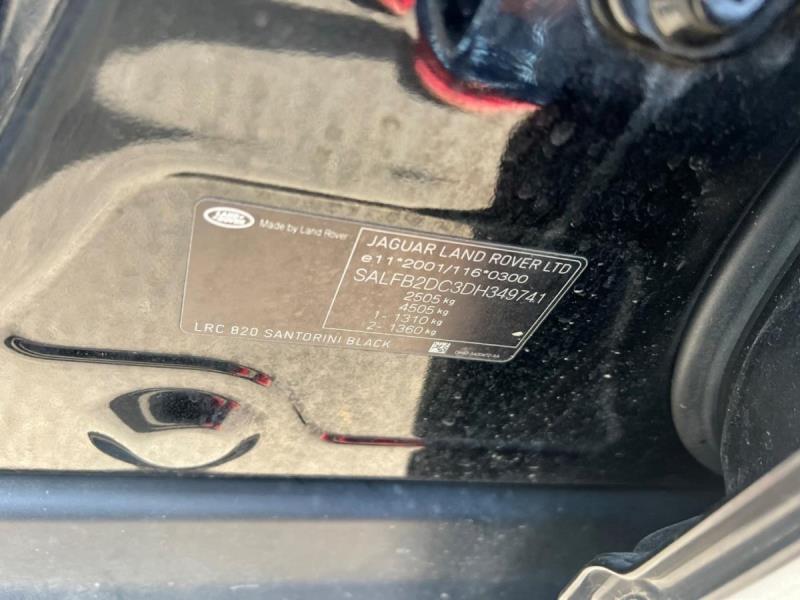 LAND ROVER
Made by Land Rover
JAGUAR LAND ROVER LTD
e11*2001/116*0300
SALFB2DC3DH349741
2505 kg
4505 kg
1- 1310 kg
2- 1360 kg
LRC 820 SANTORINI BLACK